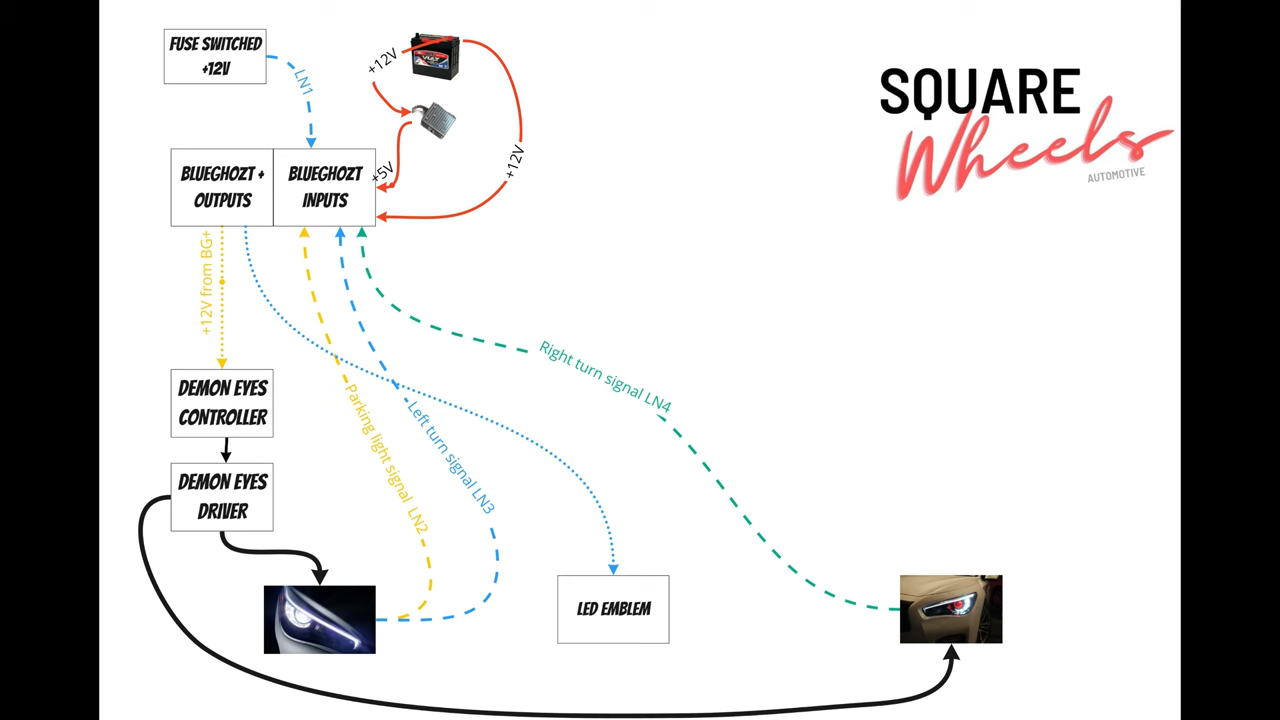 FUSE SWITCHED
+12V
LN1
+12V
+5V
+12V
SQUARE
Wheels
AUTOMOTIVE
BLUEGHOZT +
OUTPUTS
BLUEGHOZT
INPUTS
+12V from BG+
Right turn signal LN4
DEMON EYES
CONTROLLER
Parking light signal LN2
Left turn signal LN3
DEMON EYES
DRIVER
LED EMBLEM